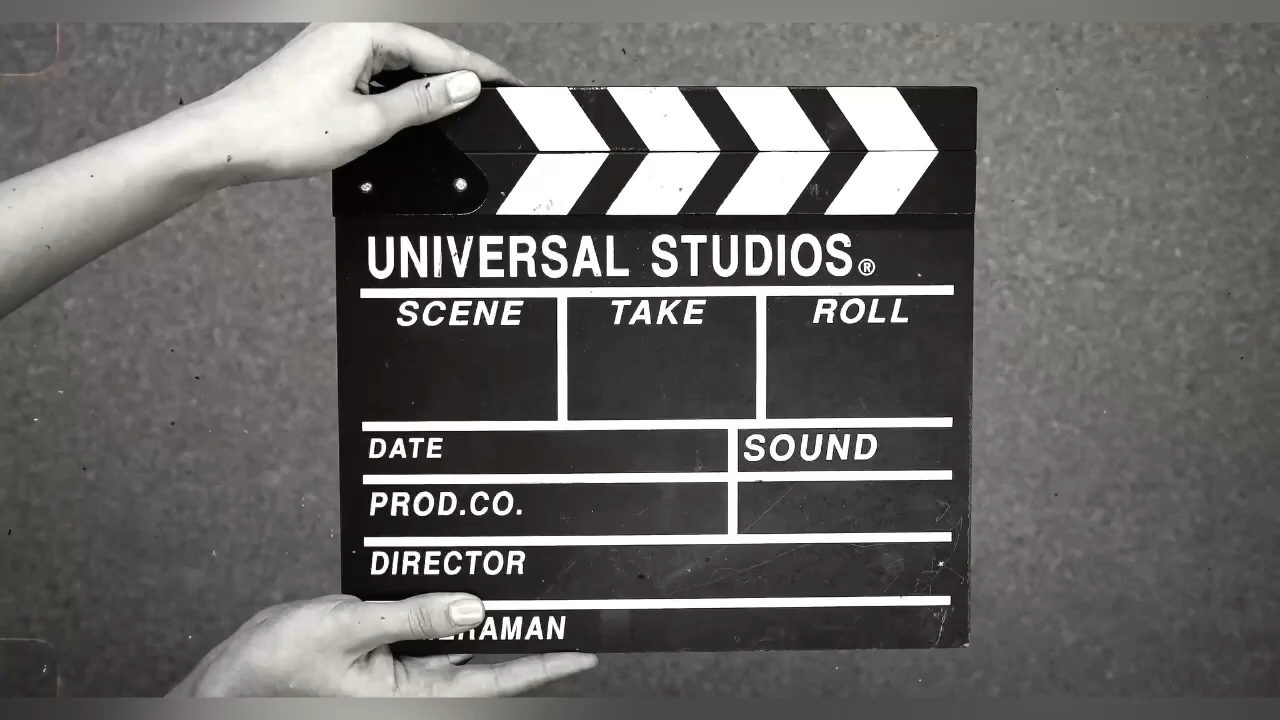 UNIVERSAL STUDIOS®
SCENE TAKE ROLL
DATE SOUND
PROD.CO.
DIRECTOR